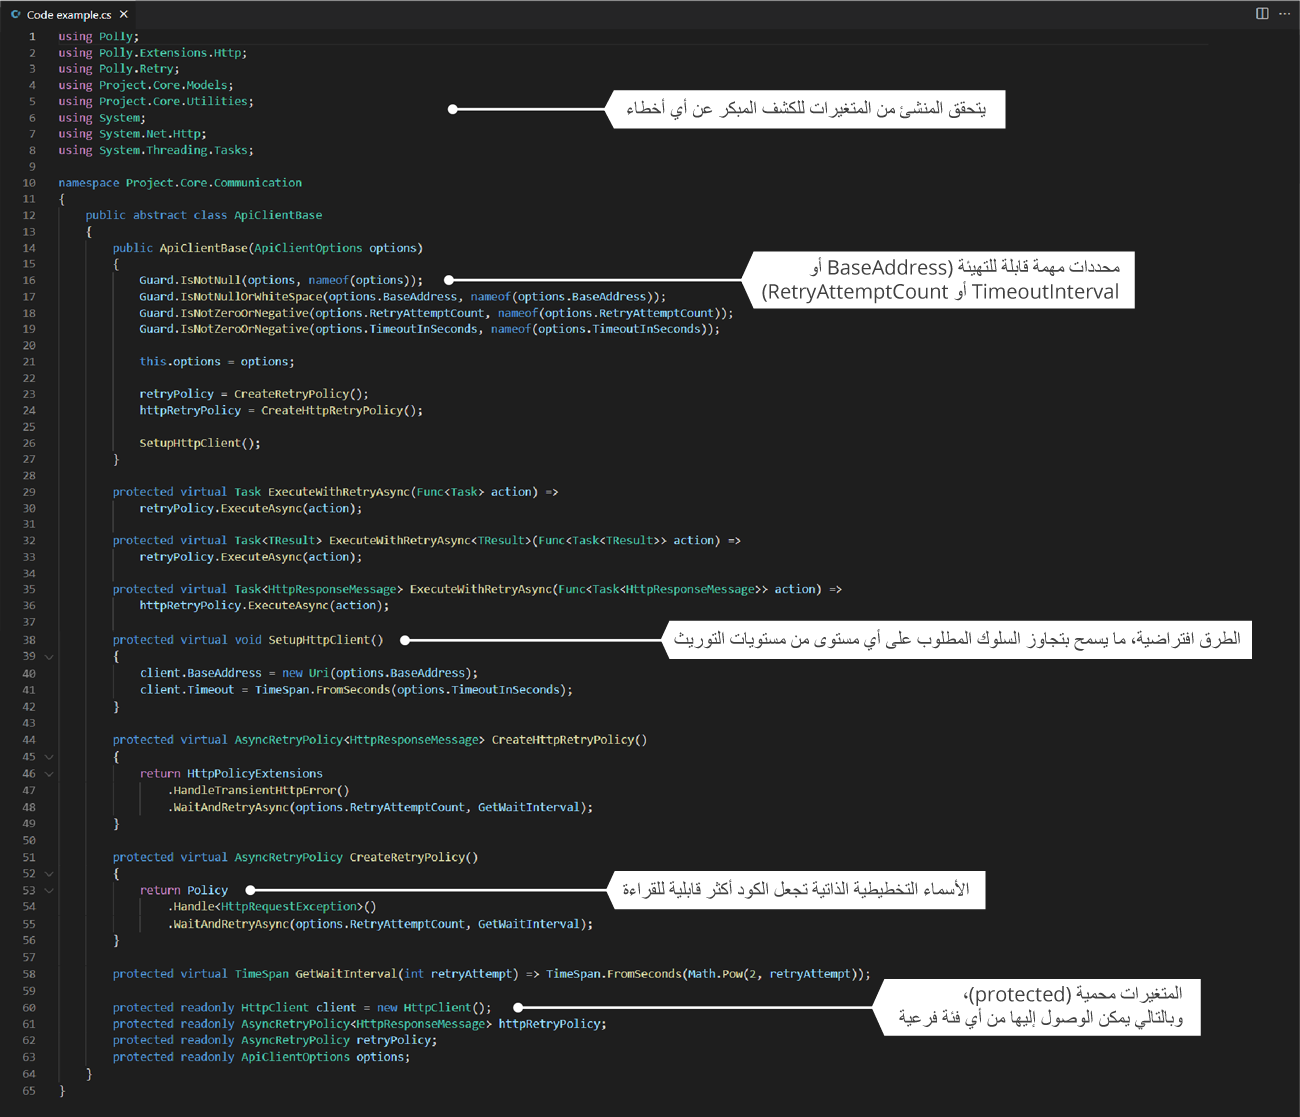 Code example.cs
1 using Polly;
2 using Polly.Extensions.Http;
3 using Polly.Retry;
4 using Project.Core.Models;
5 using Project.Core.Utilities;
يتحقق المنشئ من المتغيرات للكشف المبكر عن أي أخطاء
6 using System;
7 using System.Net.Http;
8 using System.Threading.Tasks;
9
10 namespace Project.Core.Communication
11 {
12 public abstract class ApiClientBase
13 {
14 public ApiClientBase(ApiClientOptions options)
15 {
16 Guard.IsNotNull(options, nameof(options));
محددات مهمة قابلة للتهيئة (BaseAddress أو
TimeoutInterval أو RetryAttemptCount)
17 Guard.IsNotNullOrWhiteSpace(options.BaseAddress, nameof(options.BaseAddress));
18 Guard.IsNotZeroOrNegative(options.RetryAttemptCount, nameof(options.RetryAttemptCount));
19 Guard.IsNotZeroOrNegative(options.TimeoutInSeconds, nameof(options.TimeoutInSeconds));
20
21 this.options = options;
22
23 retryPolicy = CreateRetryPolicy();
24 httpRetryPolicy = CreateHttpRetryPolicy();
25
26 SetupHttpClient();
27 }
28
29 protected virtual Task ExecuteWithRetryAsync(Func<Task> action) =>
30 retryPolicy.ExecuteAsync(action);
31
32 protected virtual Task<TResult> ExecuteWithRetryAsync<TResult>(Func<Task<TResult>> action) =>
33 retryPolicy.ExecuteAsync(action);
34
35 protected virtual Task<HttpResponseMessage> ExecuteWithRetryAsync(Func<Task<HttpResponseMessage>> action) =>
36 httpRetryPolicy.ExecuteAsync(action);
37
38 protected virtual void SetupHttpClient()
الطرق افتراضية، ما يسمح بتجاوز السلوك المطلوب على أي مستوى من مستويات التوريث
39 {
40 client.BaseAddress = new Uri(options.BaseAddress);
41 client.Timeout = TimeSpan.FromSeconds(options.TimeoutInSeconds);
42 }
43
44 protected virtual AsyncRetryPolicy<HttpResponseMessage> CreateHttpRetryPolicy()
45 {
46 return HttpPolicyExtensions
47 .HandleTransientHttpError()
48 .WaitAndRetryAsync(options.RetryAttemptCount, GetWaitInterval);
49 }
50
51 protected virtual AsyncRetryPolicy CreateRetryPolicy()
52 {
53 return Policy
الأسماء التخطيطية الذاتية تجعل الكود أكثر قابلية للقراءة
54 .Handle<HttpRequestException>()
55 .WaitAndRetryAsync(options.RetryAttemptCount, GetWaitInterval);
56 }
57
58 protected virtual TimeSpan GetWaitInterval(int retryAttempt) => TimeSpan.FromSeconds(Math.Pow(2, retryAttempt));
59
60 protected readonly HttpClient client = new HttpClient();
المتغيرات محمية (protected)،
وبالتالي يمكن الوصول إليها من أي فئة فرعية
61 protected readonly AsyncRetryPolicy<HttpResponseMessage> httpRetryPolicy;
62 protected readonly AsyncRetryPolicy retryPolicy;
63 protected readonly ApiClientOptions options;
64 }
65 }